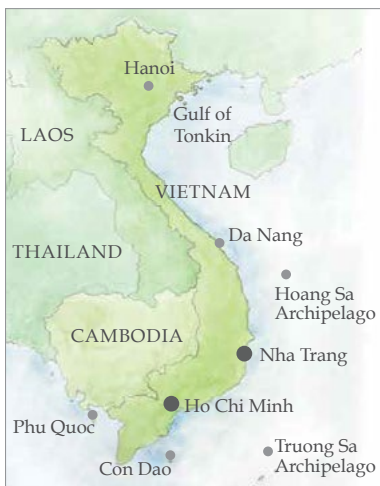 Hanoi
Gulf of
Tonkin
LAOS
VIETNAM
Da Nang
THAILAND
Hoang Sa
Archipelago
CAMBODIA
Nha Trang
Ho Chi Minh
Phu Quoc
Truong Sa
Archipelago
Con Dao